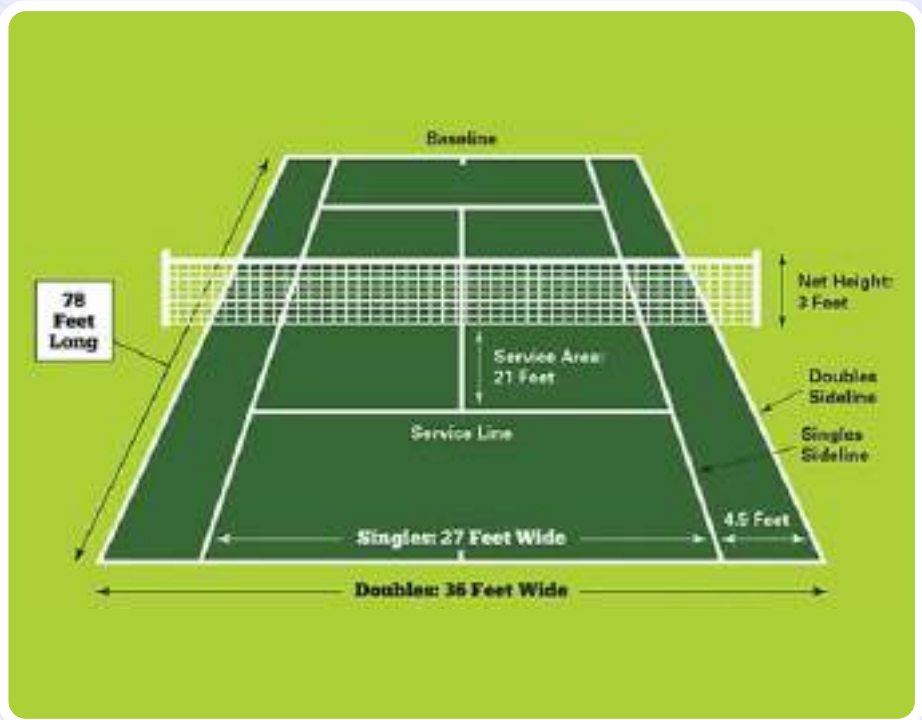 Baseline
78
Feet
Long
Net Height:
3 Feet
Service Area:
21 Feet
Doubles
Sideline
Service Line
Singles
Sideline
4.5 Feet
Singles: 27 Feet Wide
Doubles: 36 Feet Wide